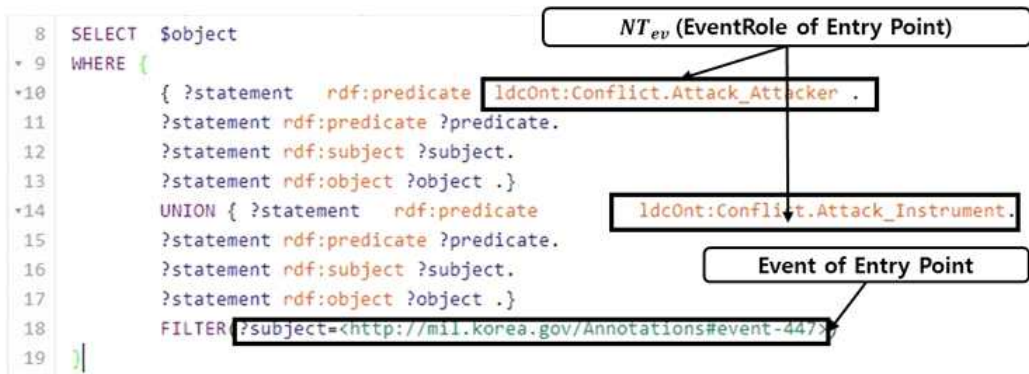 NT_ev (EventRole of Entry Point)
8 SELECT $object
9 WHERE {
10 { ?statement rdf:predicate ldcOnt:Conflict.Attack_Attacker .
11 ?statement rdf:predicate ?predicate.
12 ?statement rdf:subject ?subject.
13 ?statement rdf:object ?object .}
14 UNION { ?statement rdf:predicate ldcOnt:Conflict.Attack_Instrument.
15 ?statement rdf:predicate ?predicate.
16 ?statement rdf:subject ?subject.
Event of Entry Point
17 ?statement rdf:object ?object .}
18 FILTER(?subject=<http://mil.korea.gov/Annotations#event-447>)
19 }